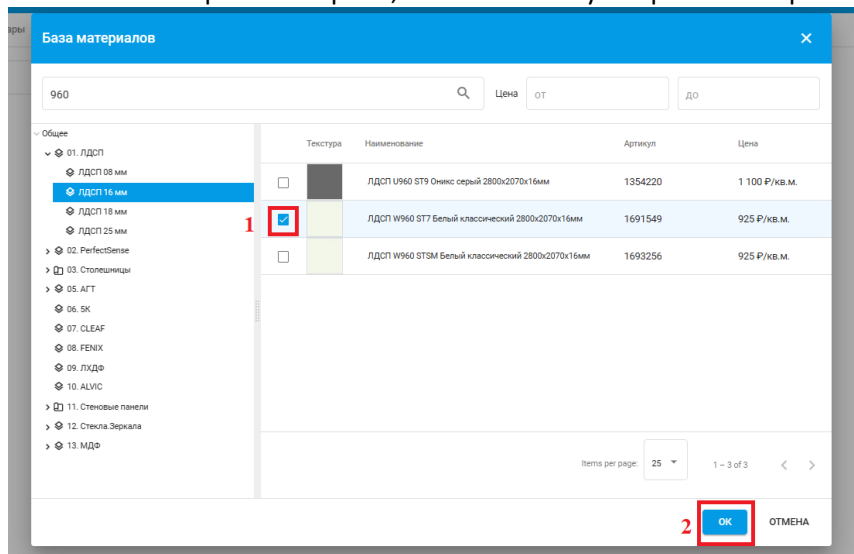 База материалов
960
Цена
от
до
Общее
01. ЛДСП
ЛДСП 08 мм
ЛДСП 16 мм
ЛДСП 18 мм
ЛДСП 25 мм
02. PerfectSense
03. Столешницы
05. АГТ
06. 5К
07. CLEAF
08. FENIX
09. ЛХДФ
10. ALVIC
11. Стеновые панели
12. Стекла.Зеркала
13. МДФ
Текстура Наименование Артикул Цена
ЛДСП U960 ST9 Оникс серый 2800x2070x16мм 1354220 1 100 ₽/кв.м.
1 ЛДСП W960 ST7 Белый классический 2800x2070x16мм 1691549 925 ₽/кв.м.
ЛДСП W960 STSM Белый классический 2800x2070x16мм 1693256 925 ₽/кв.м.
Items per page: 25 1 – 3 of 3
2 ОК ОТМЕНА